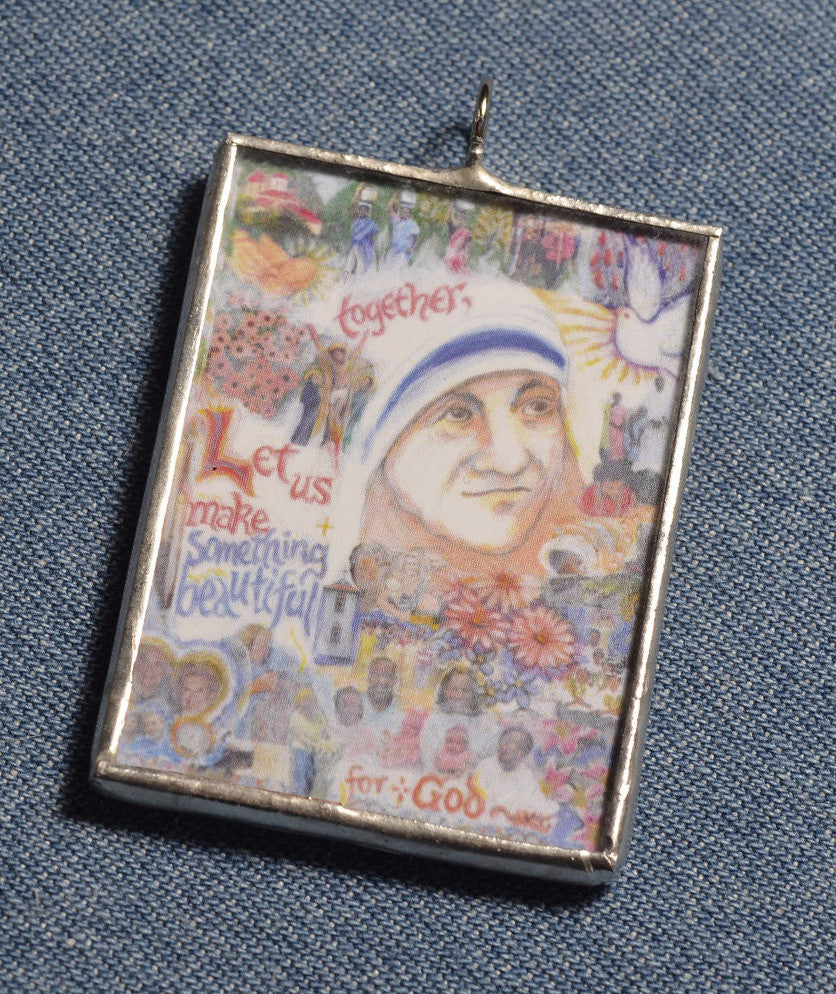 together,
Let
us
make
something
beautiful
for God